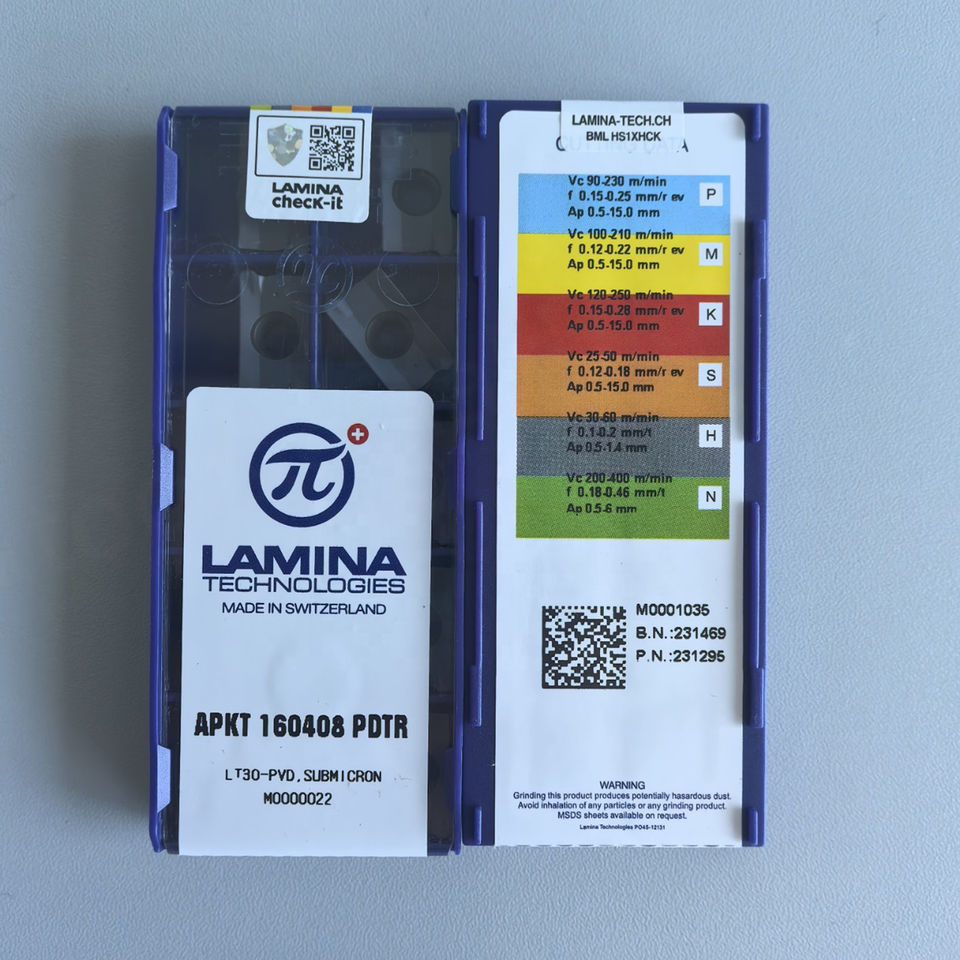 LAMINA
check-it
π
LAMINA
TECHNOLOGIES
MADE IN SWITZERLAND
APKT 160408 PDTR
LT30-PVD,SUBMICRON
M0000022
LAMINA-TECH.CH
BML HS1XHCK
Vc 90-230 m/min
f 0.15-0.25 mm/r ev
Ap 0.5-15.0 mm
P
Vc 100-210 m/min
f 0.12-0.22 mm/r ev
Ap 0.5-15.0 mm
M
Vc 120-250 m/min
f 0.15-0.28 mm/r ev
Ap 0.5-15.0 mm
K
Vc 25-50 m/min
f 0.12-0.18 mm/r ev
Ap 0.5-15.0 mm
S
Vc 30-60 m/min
f 0.1-0.2 mm/t
Ap 0.5-1.4 mm
H
Vc 200-400 m/min
f 0.18-0.46 mm/t
Ap 0.5-6 mm
N
M0001035
B.N.:231469
P.N.:231295
WARNING
Grinding this product produces potentially hazardous dust.
Avoid inhalation of any particles or any grinding product.
MSDS sheets available on request.
Lamina Technologies PO45-12131